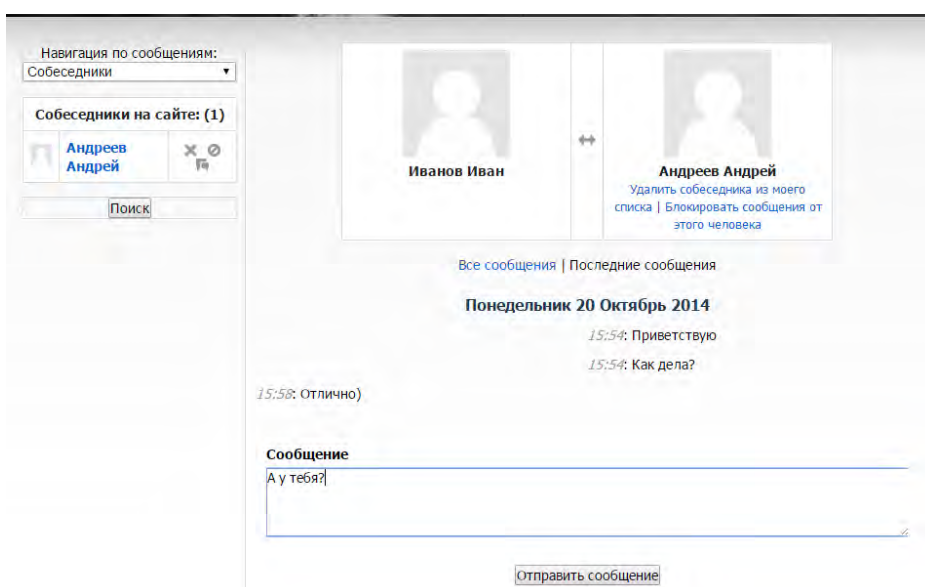 Навигация по сообщениям:
Собеседники
Собеседники на сайте: (1)
Андреев
Андрей
Поиск
Иванов Иван
Андреев Андрей
Удалить собеседника из моего
списка | Блокировать сообщения от
этого человека
Все сообщения | Последние сообщения
Понедельник 20 Октябрь 2014
15:54: Приветствую
15:54: Как дела?
15:58: Отлично)
Сообщение
А у тебя?
Отправить сообщение